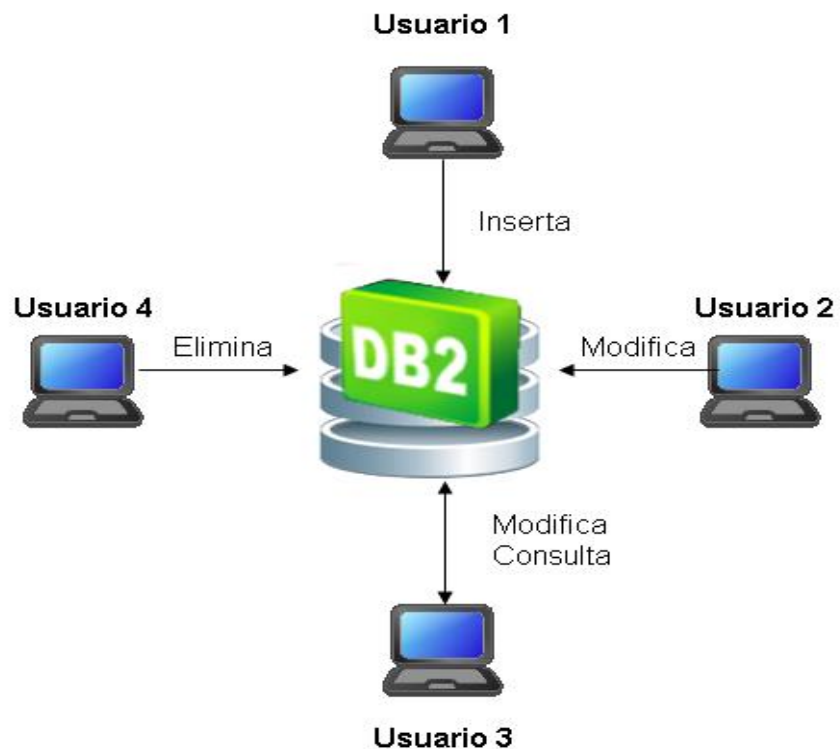 Usuario 1
Inserta
Usuario 4
Usuario 2
Elimina
DB2
Modifica
Modifica
Consulta
Usuario 3